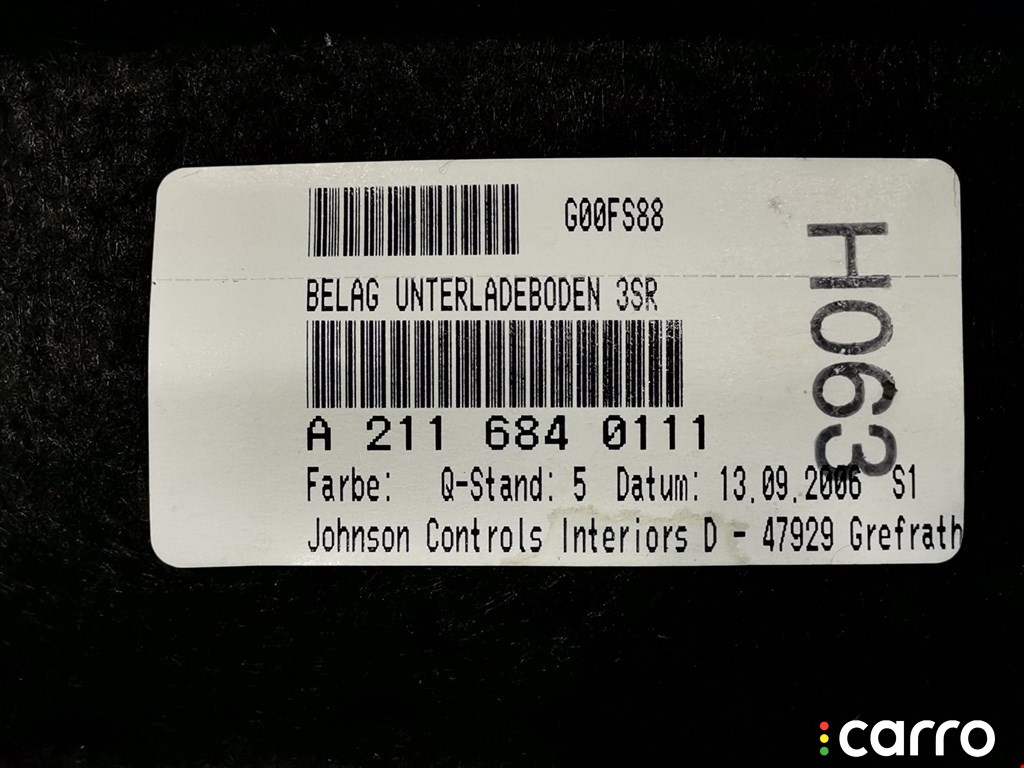 G00FS88
BELAG UNTERLADEBODEN 3SR
A 211 684 0111
Farbe: Q-Stand: 5 Datum: 13.09.2006 S1
Johnson Controls Interiors D - 47929 Grefrath
H063
carro